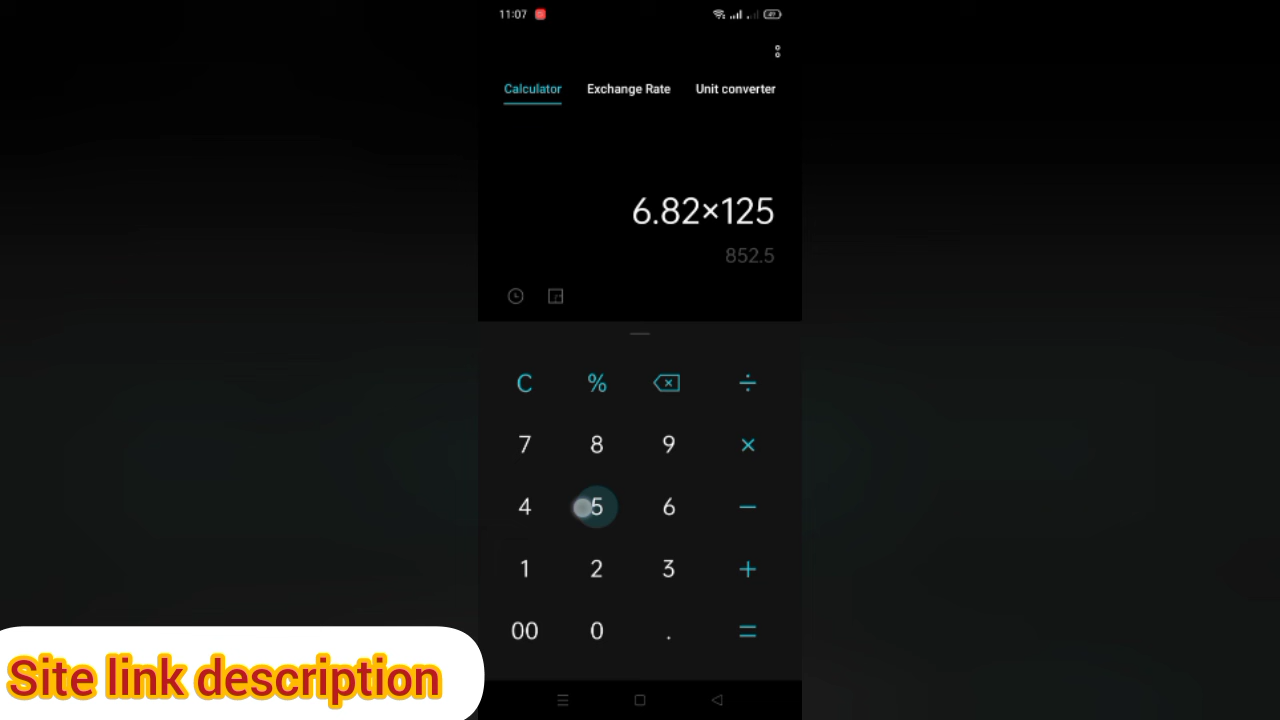 11:07
Calculator Exchange Rate Unit converter
6.82×125
852.5
C % ÷
7 8 9 ×
4 5 6 −
1 2 3 +
00 0 . =
Site link description